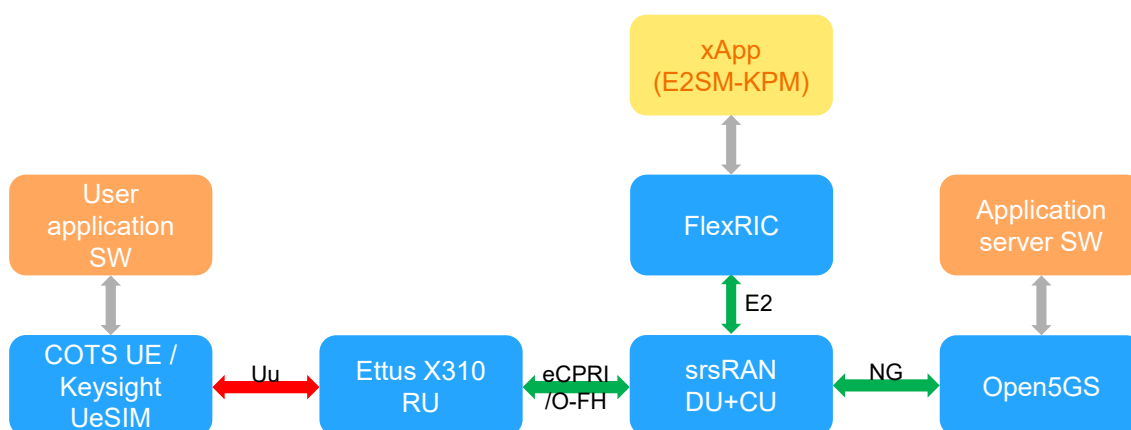 xApp
(E2SM-KPM)
User
application
SW
FlexRIC
Application
server SW
E2
COTS UE /
Keysight
UeSIM
Uu
Ettus X310
RU
eCPRI
/O-FH
srsRAN
DU+CU
NG
Open5GS